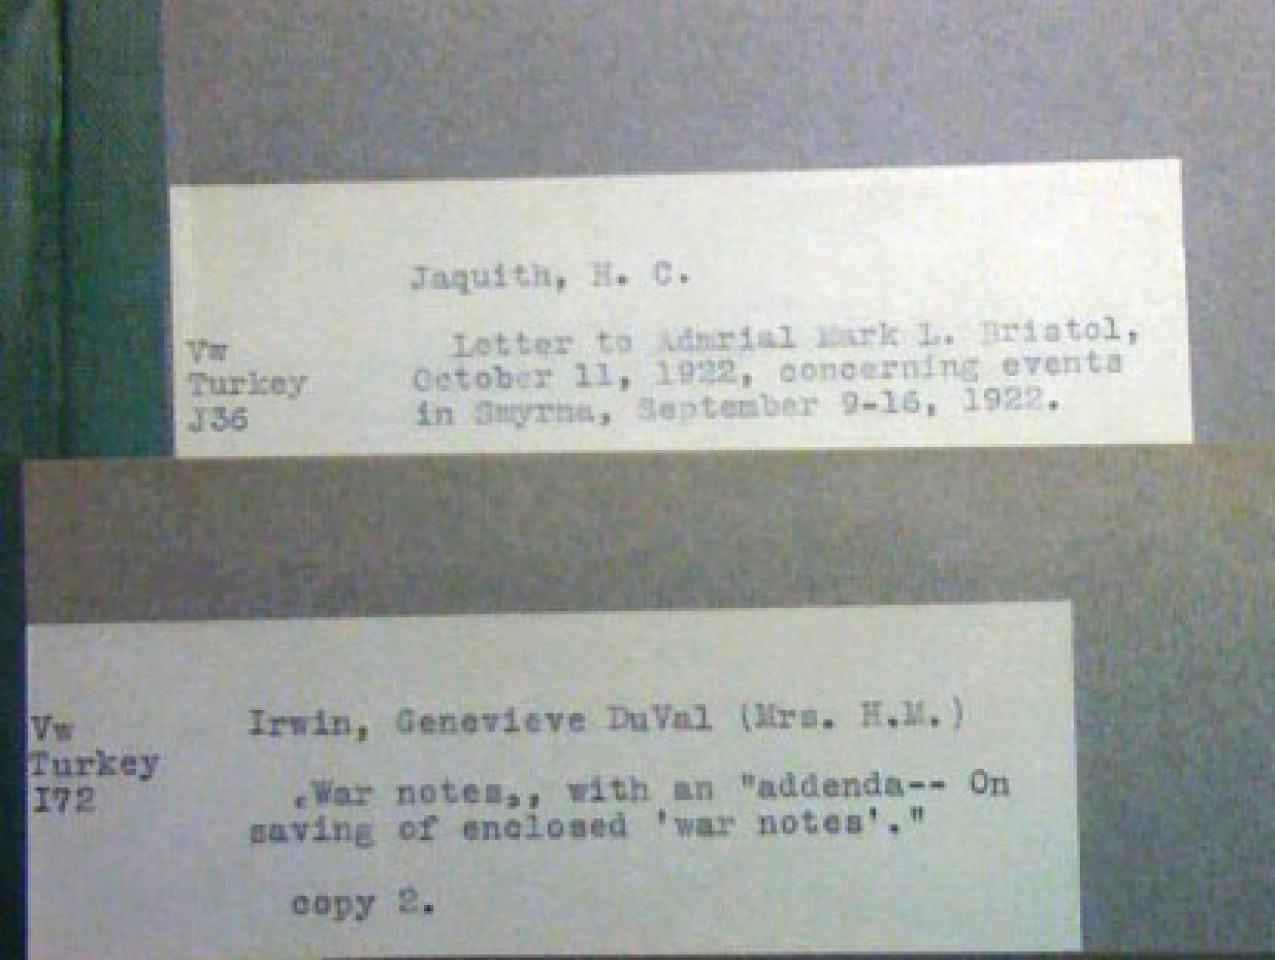 Jaquith, H. C.
Vw
Turkey
J36
Letter to Admrial Mark L. Bristol,
October 11, 1922, concerning events
in Smyrna, September 9-16, 1922.
Vw
Turkey
I72
Irwin, Genevieve DuVal (Mrs. H.M.)
"War notes", with an "addenda-- On
saving of enclosed 'war notes'."
copy 2.